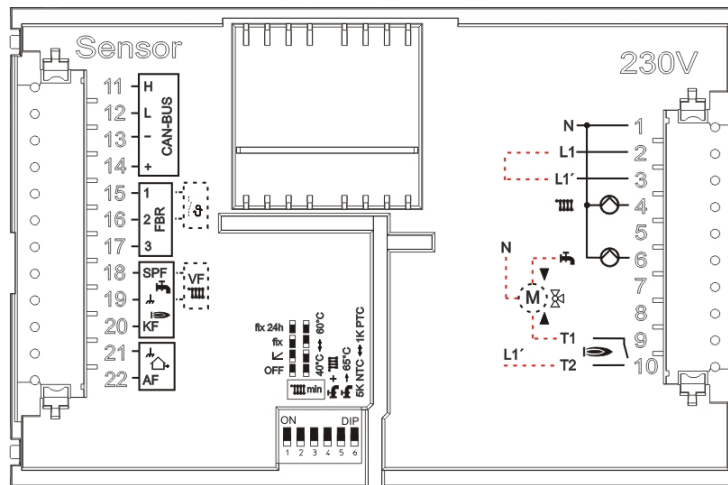 Sensor
11 H
12 L
13 –
14 +
CAN-BUS
15 1
16 2
17 3
FBR
ϑ
18 SPF
19
20 KF
VF
21
22 AF
fix 24h
fix
OFF
40°C ↔ 60°C
min
+
→ 65°C
5K NTC ↔ 1K PTC
ON DIP
1 2 3 4 5 6
230V
N 1
L1 2
L1´ 3
4
5
6
N
7
M
8
T1 9
L1´ T2 10